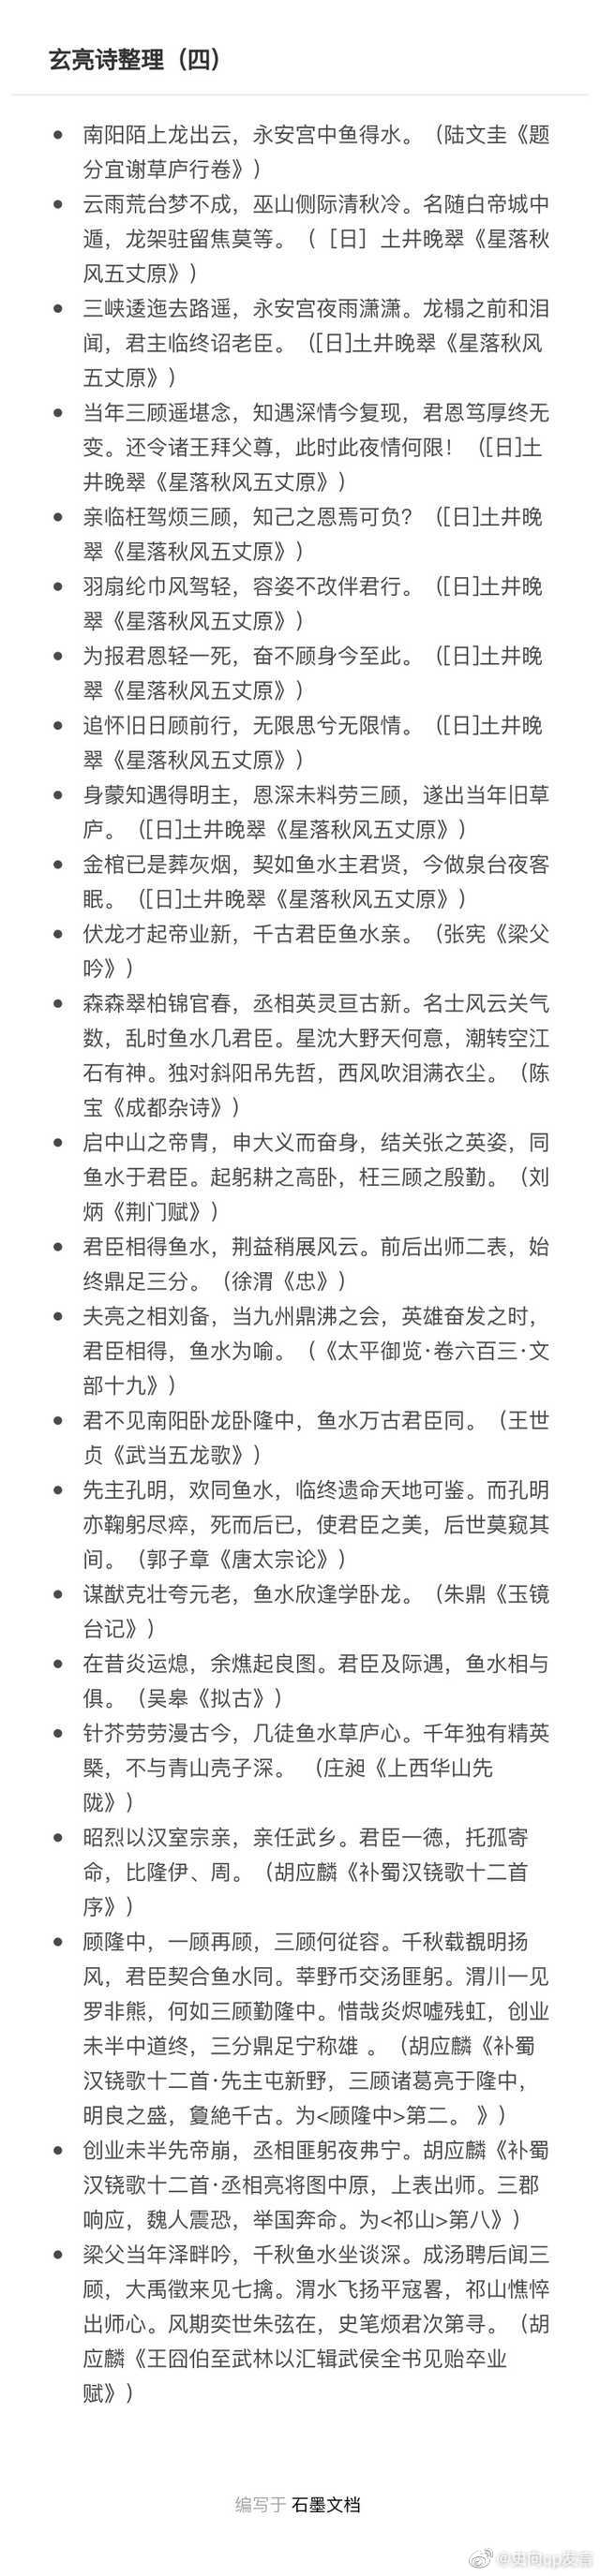 玄亮诗整理（四）
南阳陌上龙出云，永安宫中鱼得水。（陆文圭《题
分宜谢草庐行卷》）
云雨荒台梦不成，巫山侧际清秋冷。名随白帝城中
遁，龙架驻留焦莫等。（［日］土井晚翠《星落秋
风五丈原》）
三峡逶迤去路遥，永安宫夜雨潇潇。龙榻之前和泪
闻，君主临终诏老臣。（[日]土井晚翠《星落秋风
五丈原》）
当年三顾遥堪念，知遇深情今复现，君恩笃厚终无
变。还令诸王拜父尊，此时此夜情何限！（[日]土
井晚翠《星落秋风五丈原》）
亲临枉驾烦三顾，知己之恩焉可负？（[日]土井晚
翠《星落秋风五丈原》）
羽扇纶巾风驾轻，容姿不改伴君行。（[日]土井晚
翠《星落秋风五丈原》）
为报君恩轻一死，奋不顾身今至此。（[日]土井晚
翠《星落秋风五丈原》）
追怀旧日顾前行，无限思兮无限情。（[日]土井晚
翠《星落秋风五丈原》）
身蒙知遇得明主，恩深未料劳三顾，遂出当年旧草
庐。（[日]土井晚翠《星落秋风五丈原》）
金棺已是葬灰烟，契如鱼水主君贤，今做泉台夜客
眠。（[日]土井晚翠《星落秋风五丈原》）
伏龙才起帝业新，千古君臣鱼水亲。（张宪《梁父
吟》）
森森翠柏锦官春，丞相英灵亘古新。名士风云关气
数，乱时鱼水几君臣。星沈大野天何意，潮转空江
石有神。独对斜阳吊先哲，西风吹泪满衣尘。（陈
宝《成都杂诗》）
启中山之帝胄，申大义而奋身，结关张之英姿，同
鱼水于君臣。起躬耕之高卧，枉三顾之殷勤。（刘
炳《荆门赋》）
君臣相得鱼水，荆益稍展风云。前后出师二表，始
终鼎足三分。（徐渭《忠》）
夫亮之相刘备，当九州鼎沸之会，英雄奋发之时，
君臣相得，鱼水为喻。（《太平御览·卷六百三·文
部十九》）
君不见南阳卧龙卧隆中，鱼水万古君臣同。（王世
贞《武当五龙歌》）
先主孔明，欢同鱼水，临终遗命天地可鉴。而孔明
亦鞠躬尽瘁，死而后已，使君臣之美，后世莫窥其
间。（郭子章《唐太宗论》）
谋猷克壮夸元老，鱼水欣逢学卧龙。（朱鼎《玉镜
台记》）
在昔炎运熄，余燋起良图。君臣及际遇，鱼水相与
俱。（吴皋《拟古》）
针芥劳劳漫古今，几徒鱼水草庐心。千年独有精英
槩，不与青山壳子深。（庄昶《上西华山先
陇》）
昭烈以汉室宗亲，亲任武乡。君臣一徳，托孤寄
命，比隆伊、周。（胡应麟《补蜀汉铙歌十二首
序》）
顾隆中，一顾再顾，三顾何従容。千秋载覩明扬
风，君臣契合鱼水同。莘野币交汤匪躬。渭川一见
罗非熊，何如三顾勤隆中。惜哉炎烬嘘残虹，创业
未半中道终，三分鼎足宁称雄 。（胡应麟《补蜀
汉铙歌十二首·先主屯新野，三顾诸葛亮于隆中，
明良之盛，敻絶千古。为<顾隆中>第二。 》）
创业未半先帝崩，丞相匪躬夜弗宁。胡应麟《补蜀
汉铙歌十二首·丞相亮将图中原，上表出师。三郡
响应，魏人震恐，举国奔命。为<祁山>第八》）
梁父当年泽畔吟，千秋鱼水坐谈深。成汤聘后闻三
顾，大禹徵来见七擒。渭水飞扬平寇畧，祁山憔悴
出师心。风期奕世朱弦在，史笔烦君次第寻。（胡
应麟《王囧伯至武林以汇辑武侯全书见贻卒业
赋》）
编写于 石墨文档